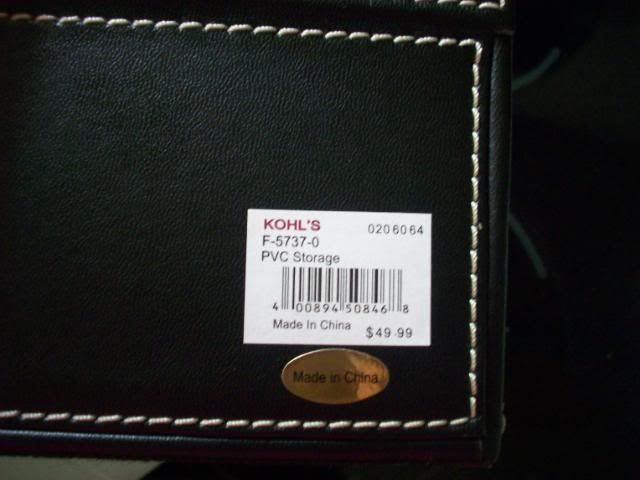 KOHL'S 0206064
F-5737-0
PVC Storage
4 00894 50846 8
Made In China $49.99
Made in China